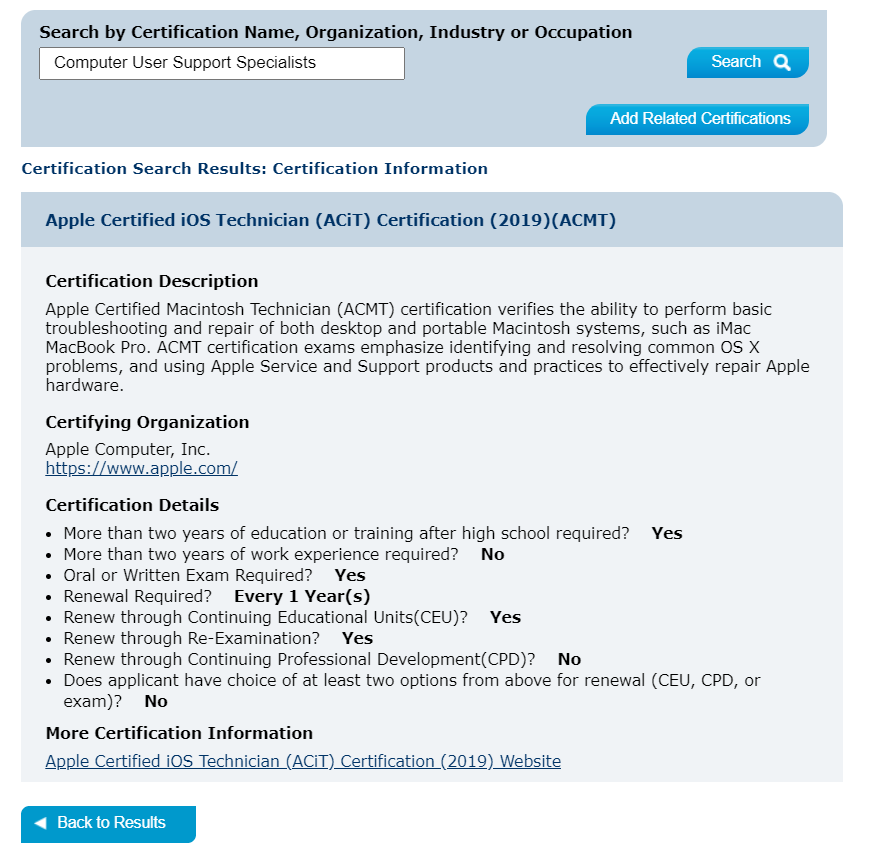 Search by Certification Name, Organization, Industry or Occupation
Computer User Support Specialists
Search
Add Related Certifications
Certification Search Results: Certification Information
Apple Certified iOS Technician (ACiT) Certification (2019)(ACMT)
Certification Description
Apple Certified Macintosh Technician (ACMT) certification verifies the ability to perform basic
troubleshooting and repair of both desktop and portable Macintosh systems, such as iMac
MacBook Pro. ACMT certification exams emphasize identifying and resolving common OS X
problems, and using Apple Service and Support products and practices to effectively repair Apple
hardware.
Certifying Organization
Apple Computer, Inc.
https://www.apple.com/
Certification Details
• More than two years of education or training after high school required? Yes
• More than two years of work experience required? No
• Oral or Written Exam Required? Yes
• Renewal Required? Every 1 Year(s)
• Renew through Continuing Educational Units(CEU)? Yes
• Renew through Re-Examination? Yes
• Renew through Continuing Professional Development(CPD)? No
• Does applicant have choice of at least two options from above for renewal (CEU, CPD, or
exam)? No
More Certification Information
Apple Certified iOS Technician (ACiT) Certification (2019) Website
Back to Results